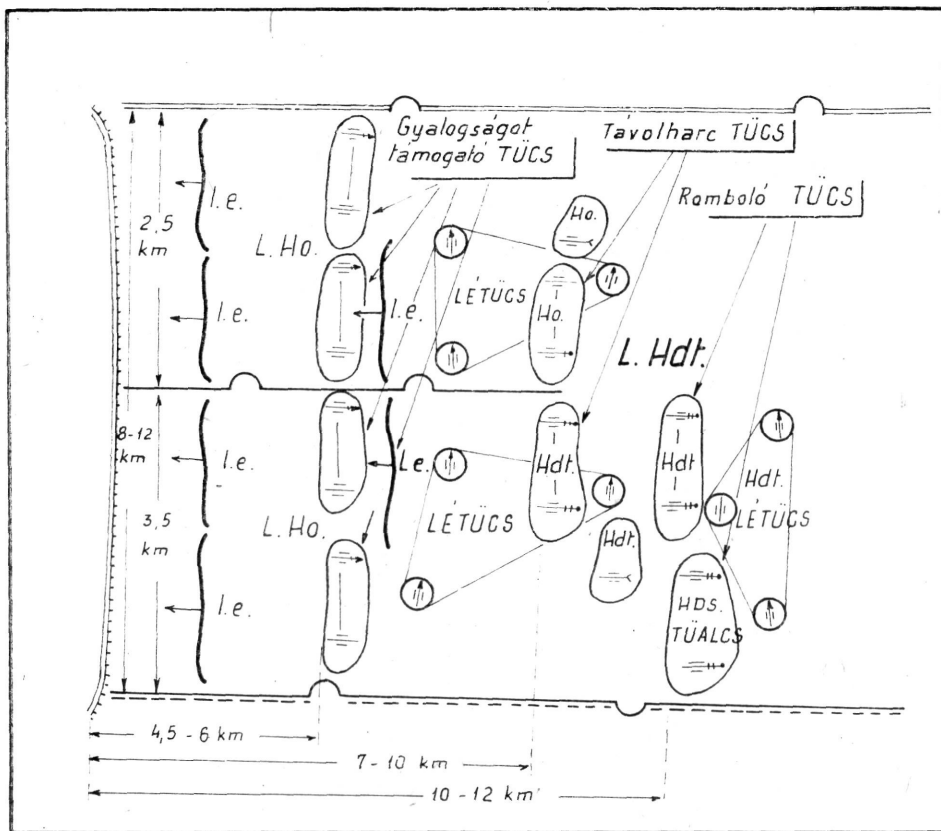 Gyalogságot
támogató TÜCS
Távolharc TÜCS
Romboló TÜCS
2,5
km
l.e.
L. Ho.
l.e.
l.e.
LÉTÜCS
Ho.
Ho.
L. Hdt.
8-12
km
3,5
km
l.e.
L.e.
L. Ho.
l.e.
LÉTÜCS
Hdt.
Hdt.
Hdt
Hdt.
LÉTÜCS
HDS.
TÜALCS
4,5 - 6 km
7 - 10 km
10 - 12 km